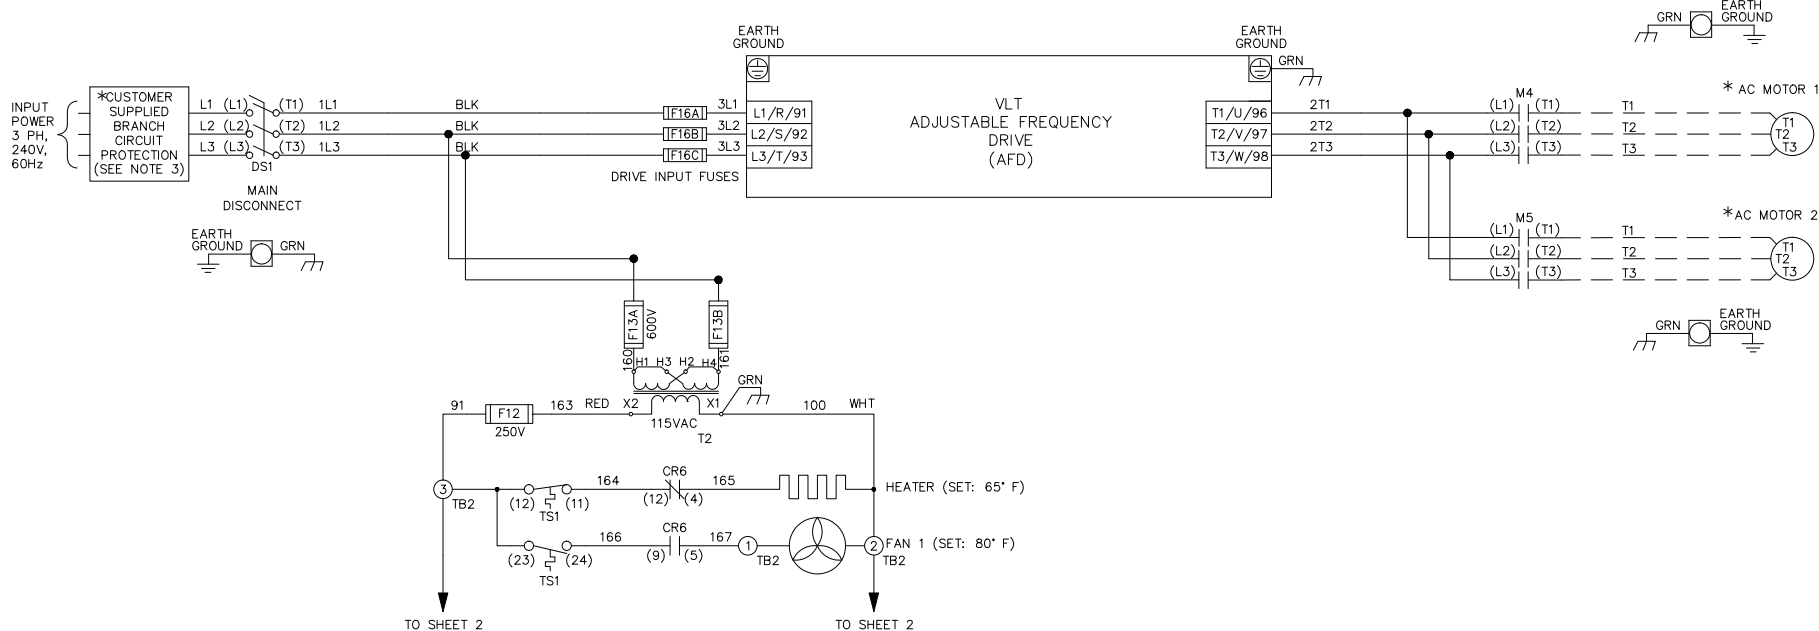 EARTH
GROUND
EARTH
GROUND
GRN
GRN
EARTH
GROUND
INPUT
POWER
3 PH,
240V,
60Hz
*CUSTOMER
SUPPLIED
BRANCH
CIRCUIT
PROTECTION
(SEE NOTE 3)
L1 (L1) (T1) 1L1 BLK F16A 3L1 L1/R/91
L2 (L2) (T2) 1L2 BLK F16B 3L2 L2/S/92
L3 (L3) (T3) 1L3 BLK F16C 3L3 L3/T/93
DS1
MAIN
DISCONNECT
DRIVE INPUT FUSES
VLT
ADJUSTABLE FREQUENCY
DRIVE
(AFD)
T1/U/96 2T1
T2/V/97 2T2
T3/W/98 2T3
M4
(L1) (T1) T1
(L2) (T2) T2
(L3) (T3) T3
* AC MOTOR 1
T1
T2
T3
M5
(L1) (T1) T1
(L2) (T2) T2
(L3) (T3) T3
*AC MOTOR 2
T1
T2
T3
EARTH
GROUND
GRN
GRN
EARTH
GROUND
F13A
600V
F13B
160
161
H1 H3 H2 H4
GRN
91 F12 163 RED X2 X1 100 WHT
250V
115VAC
T2
3
TB2
(12) (11)
TS1
164
CR6
(12) (4)
165
HEATER (SET: 65° F)
(23) (24)
TS1
166
CR6
(9) (5)
167
1
TB2
2
TB2
FAN 1 (SET: 80° F)
TO SHEET 2
TO SHEET 2